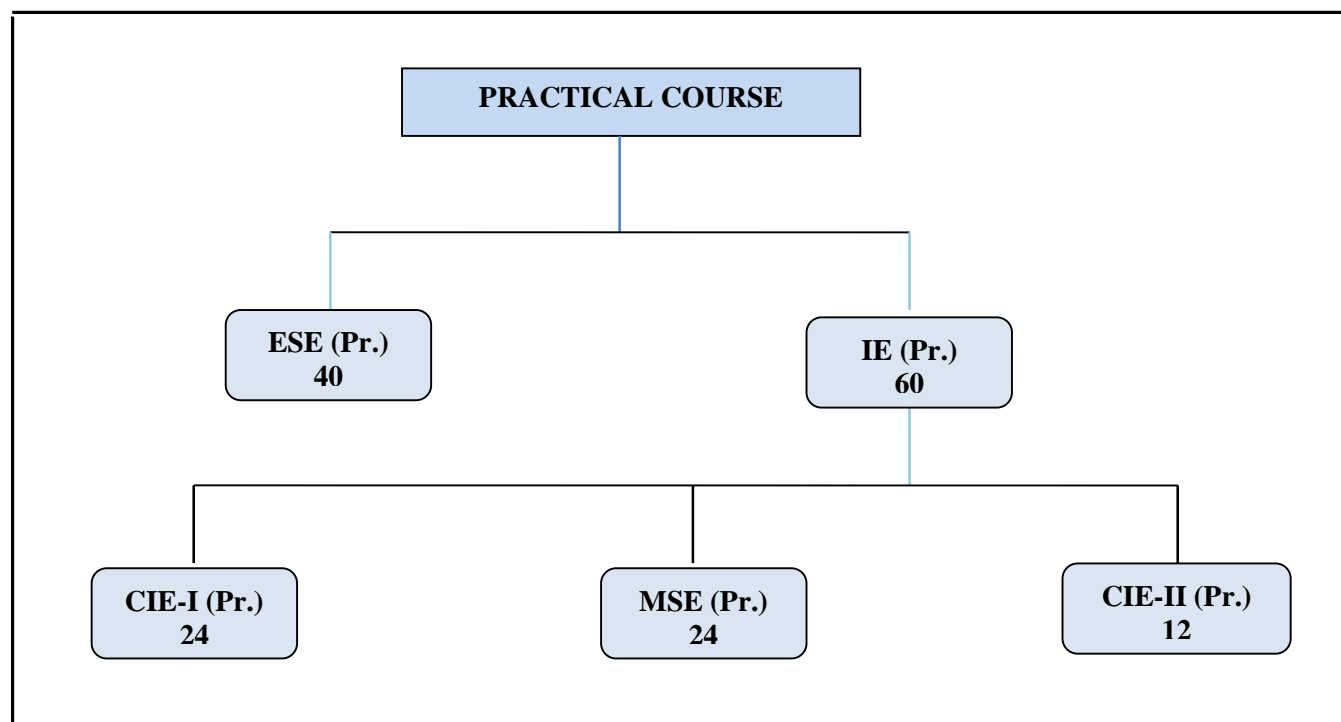 PRACTICAL COURSE
ESE (Pr.)
40
IE (Pr.)
60
CIE-I (Pr.)
24
MSE (Pr.)
24
CIE-II (Pr.)
12